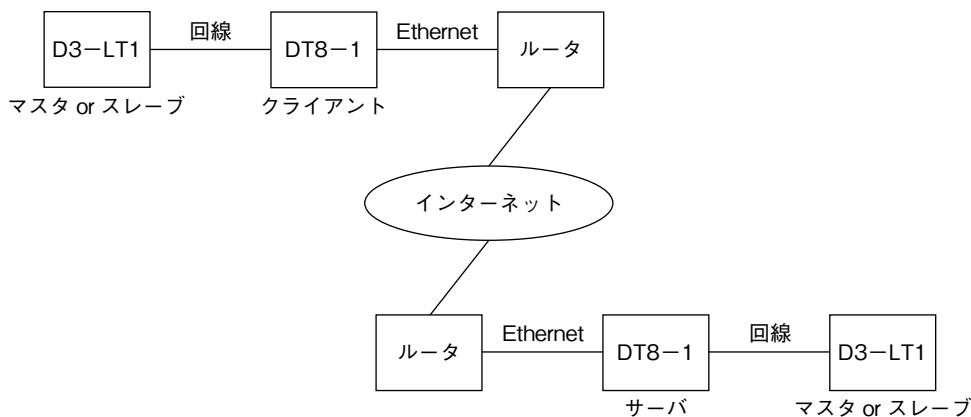 D3−LT1
回線
DT8−1
Ethernet
ルータ
マスタ or スレーブ
クライアント
インターネット
ルータ
Ethernet
DT8−1
回線
D3−LT1
サーバ
マスタ or スレーブ